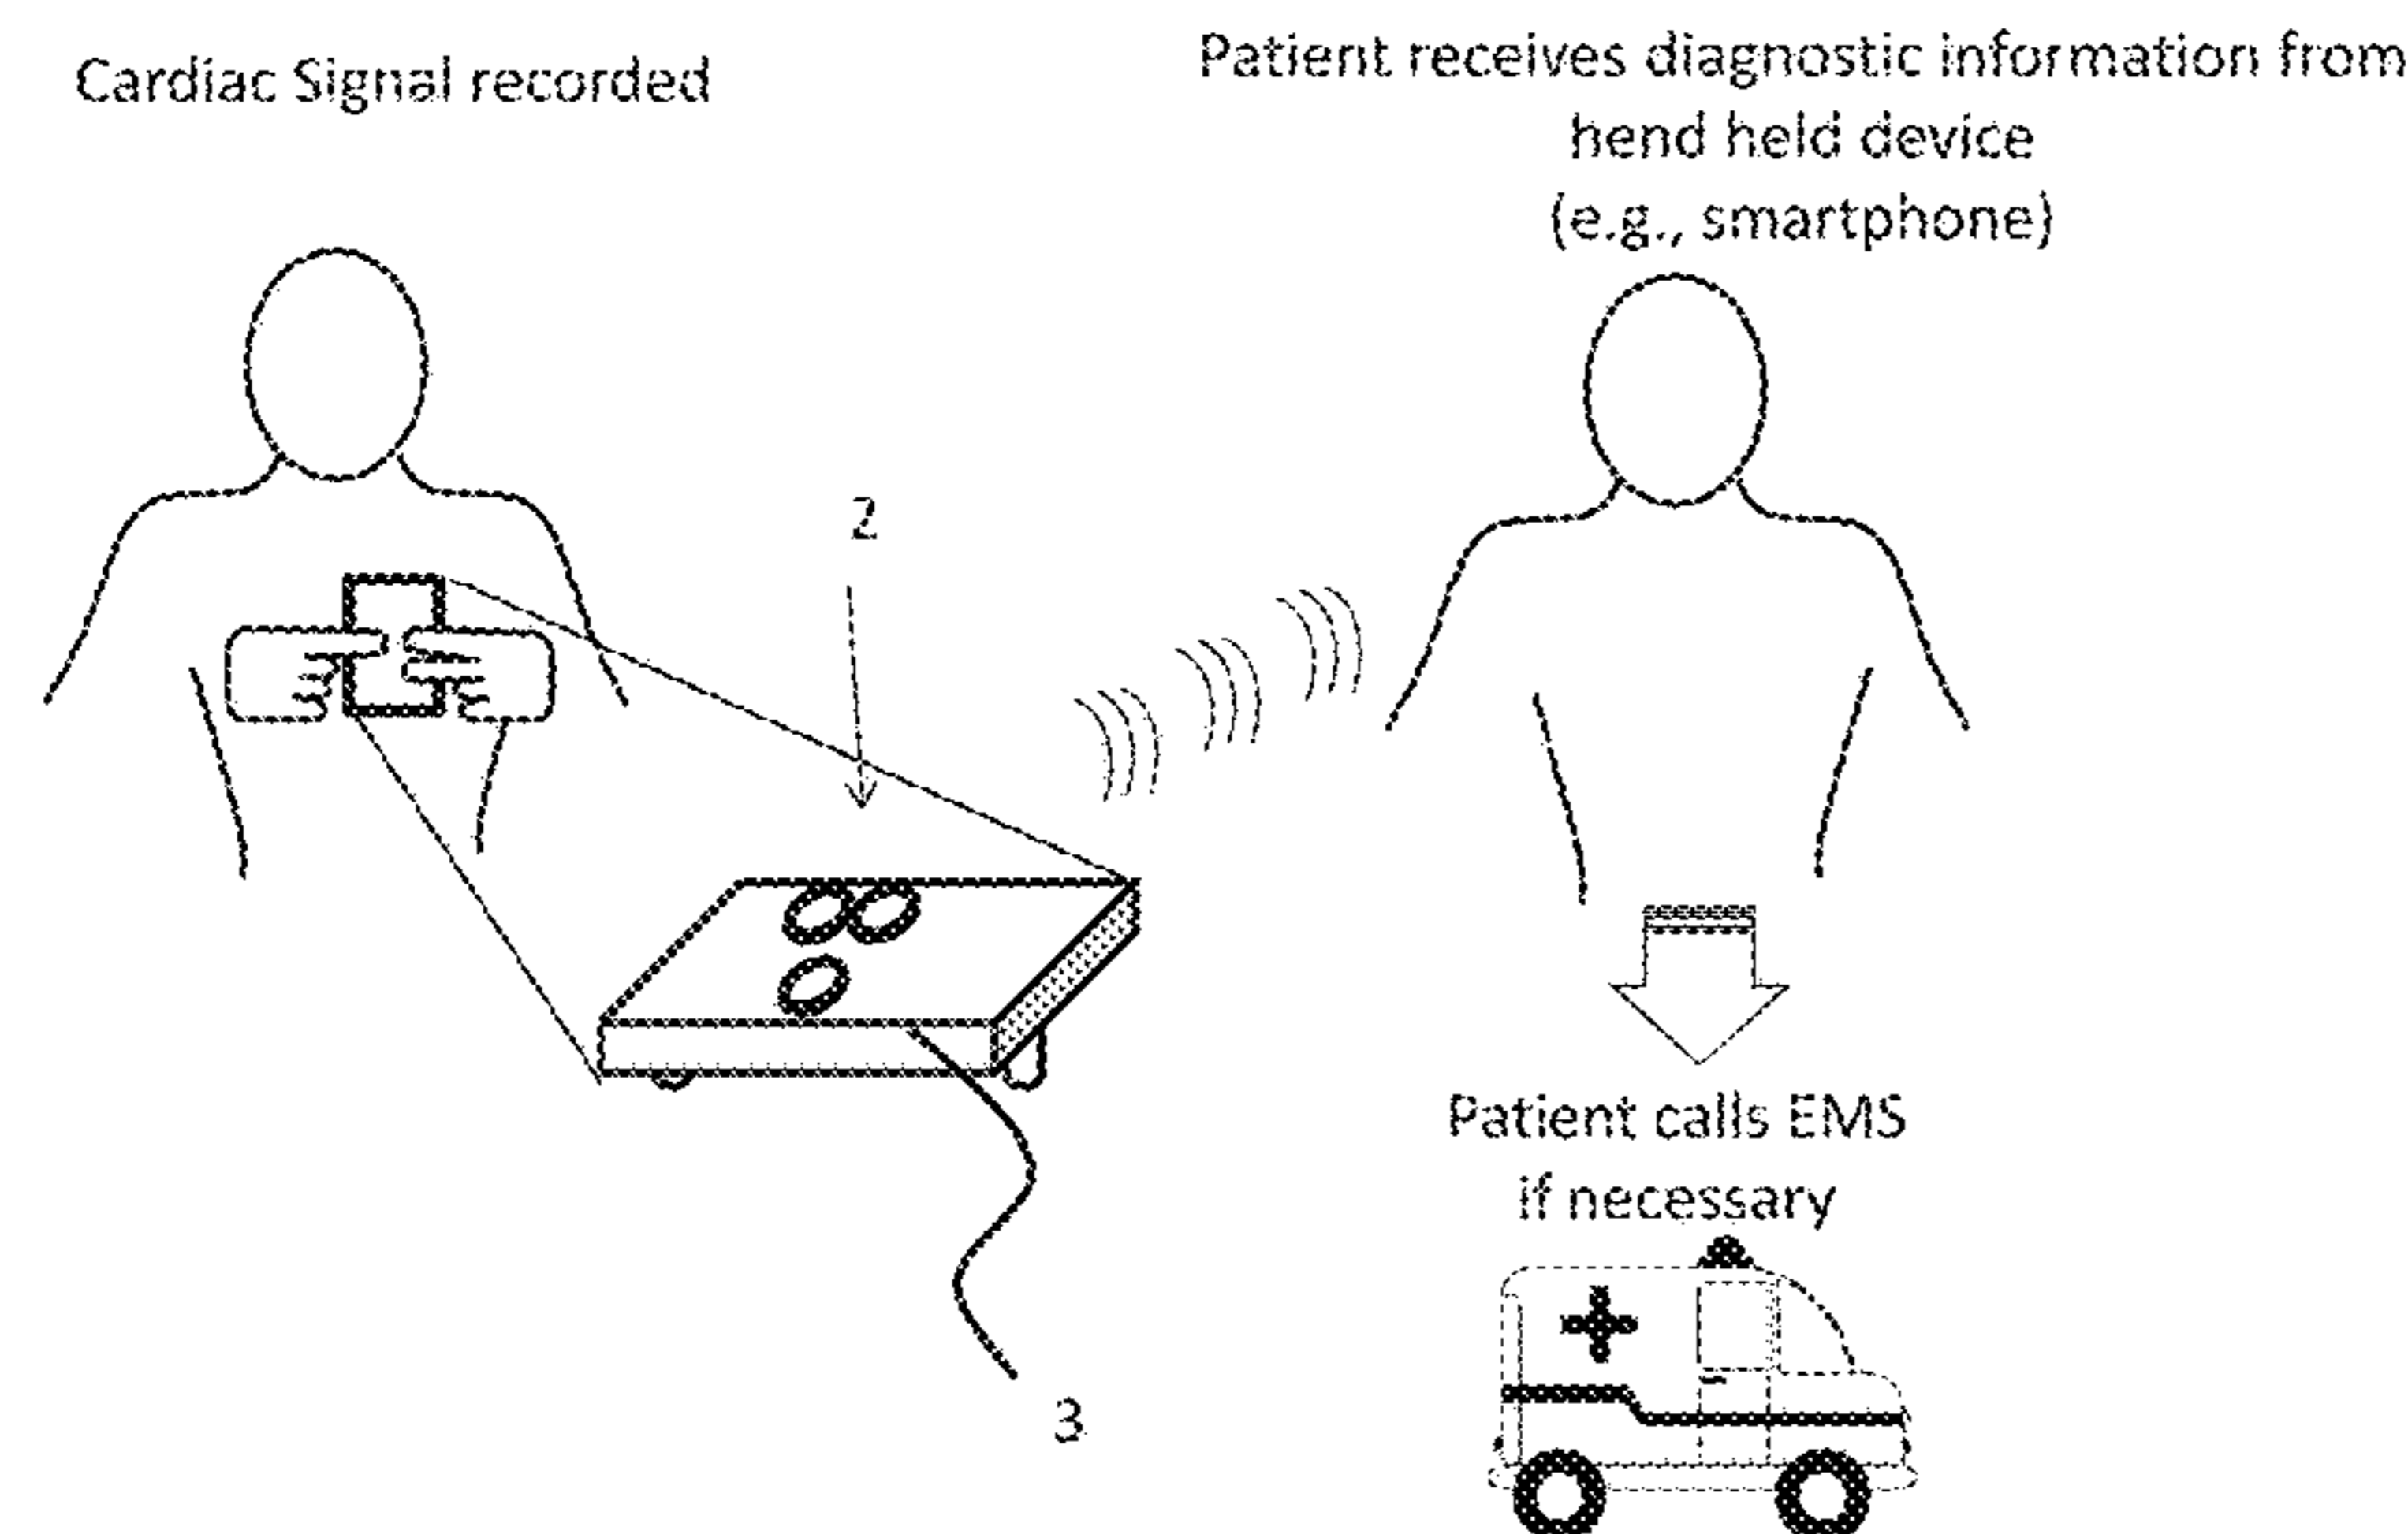 Cardiac Signal recorded
Patient receives diagnostic information from
hend held device
(e.g., smartphone)
2
Patient calls EMS
if necessary
3